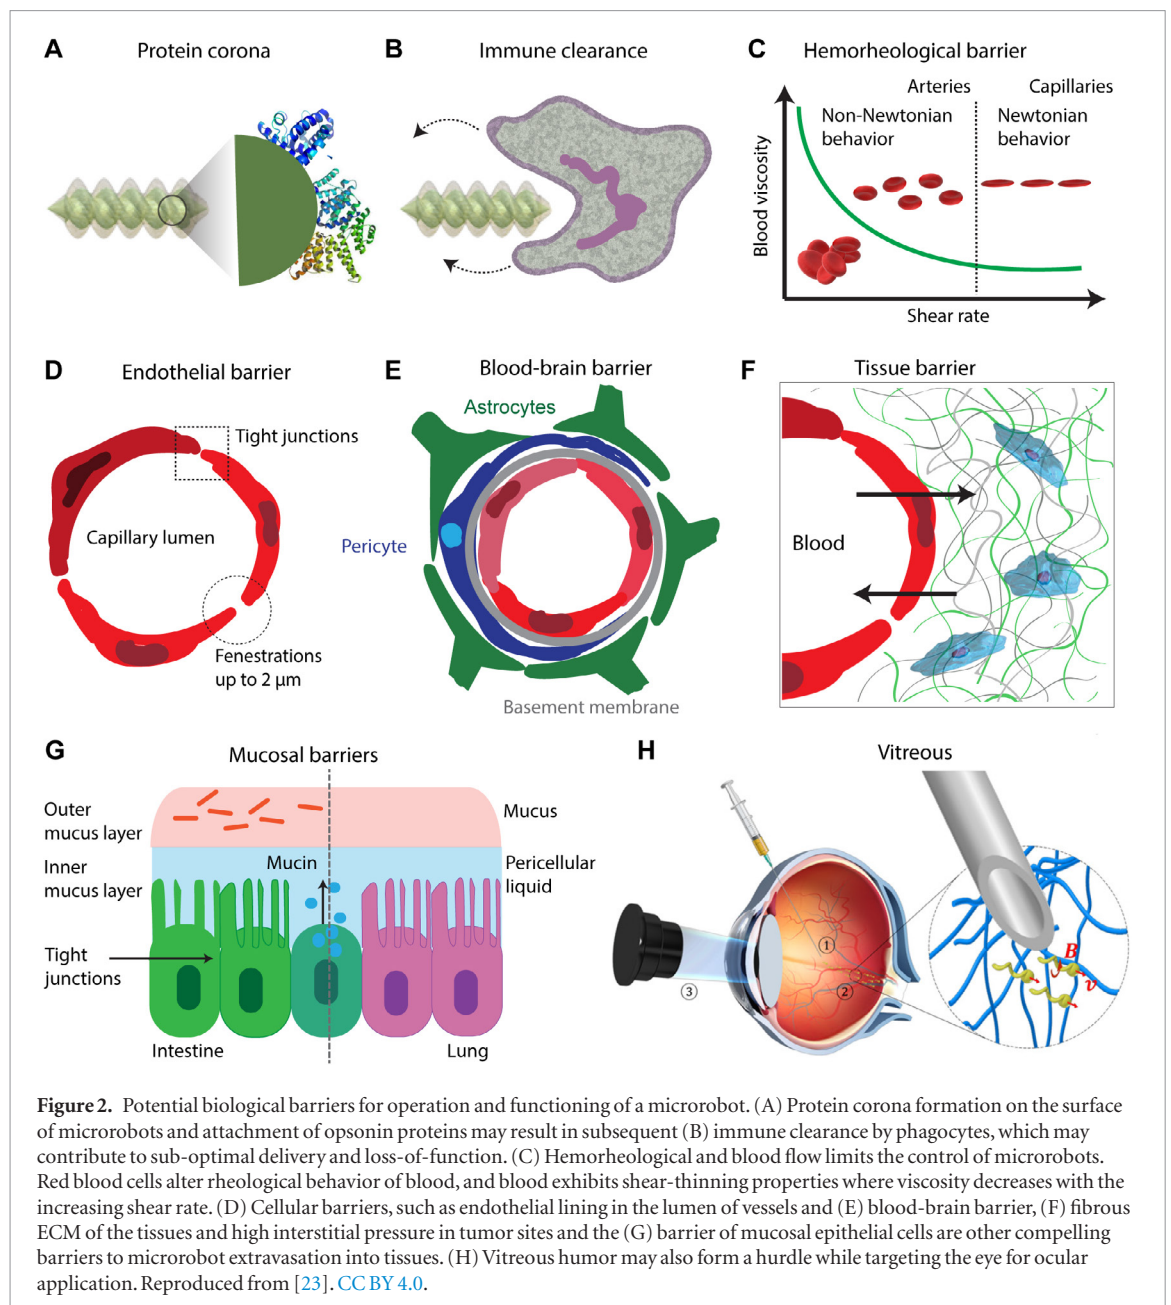 A
Protein corona
B
Immune clearance
C
Hemorheological barrier
Arteries
Capillaries
Non-Newtonian
behavior
Newtonian
behavior
Blood viscosity
Shear rate
D
Endothelial barrier
Tight junctions
Capillary lumen
Fenestrations
up to 2 µm
E
Blood-brain barrier
Astrocytes
Pericyte
Basement membrane
F
Tissue barrier
Blood
G
Mucosal barriers
Outer
mucus layer
Mucus
Inner
mucus layer
Mucin
Pericellular
liquid
Tight
junctions
Intestine
Lung
H
Vitreous
1
2
3
B
v
Figure 2. Potential biological barriers for operation and functioning of a microrobot. (A) Protein corona formation on the surface
of microrobots and attachment of opsonin proteins may result in subsequent (B) immune clearance by phagocytes, which may
contribute to sub-optimal delivery and loss-of-function. (C) Hemorheological and blood flow limits the control of microrobots.
Red blood cells alter rheological behavior of blood, and blood exhibits shear-thinning properties where viscosity decreases with the
increasing shear rate. (D) Cellular barriers, such as endothelial lining in the lumen of vessels and (E) blood-brain barrier, (F) fibrous
ECM of the tissues and high interstitial pressure in tumor sites and the (G) barrier of mucosal epithelial cells are other compelling
barriers to microrobot extravasation into tissues. (H) Vitreous humor may also form a hurdle while targeting the eye for ocular
application. Reproduced from [23]. CC BY 4.0.